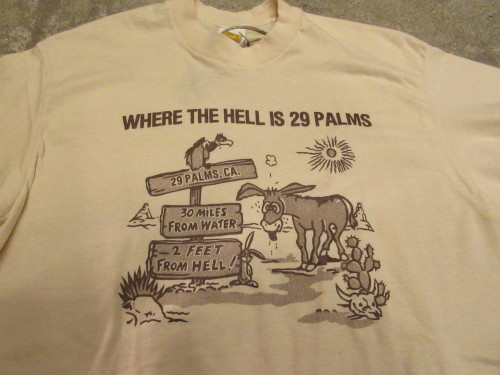 WHERE THE HELL IS 29 PALMS
29 PALMS, CA.
30 MILES
FROM WATER
2 FEET
FROM HELL!